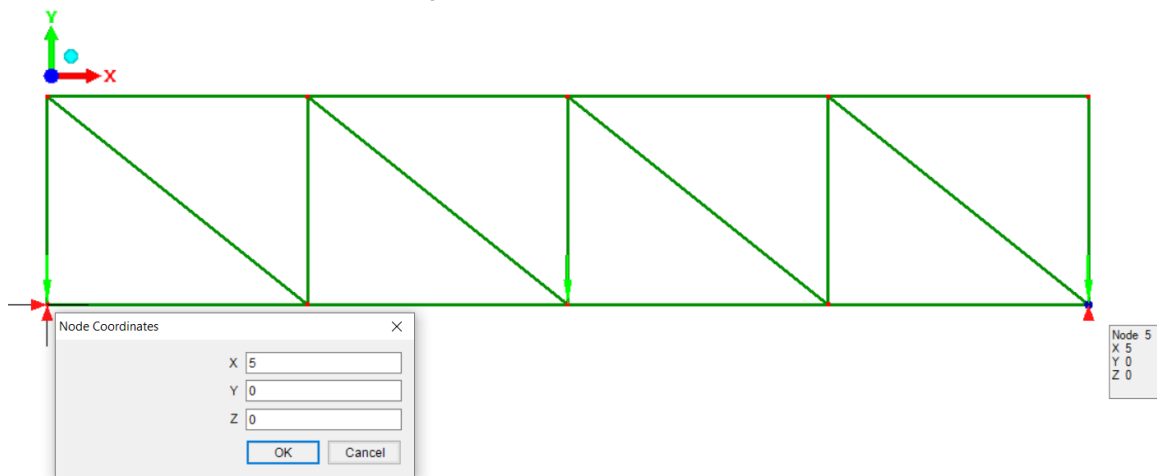 Y
X
Node Coordinates
X 5
Y 0
Z 0
OK Cancel
Node 5
X 5
Y 0
Z 0